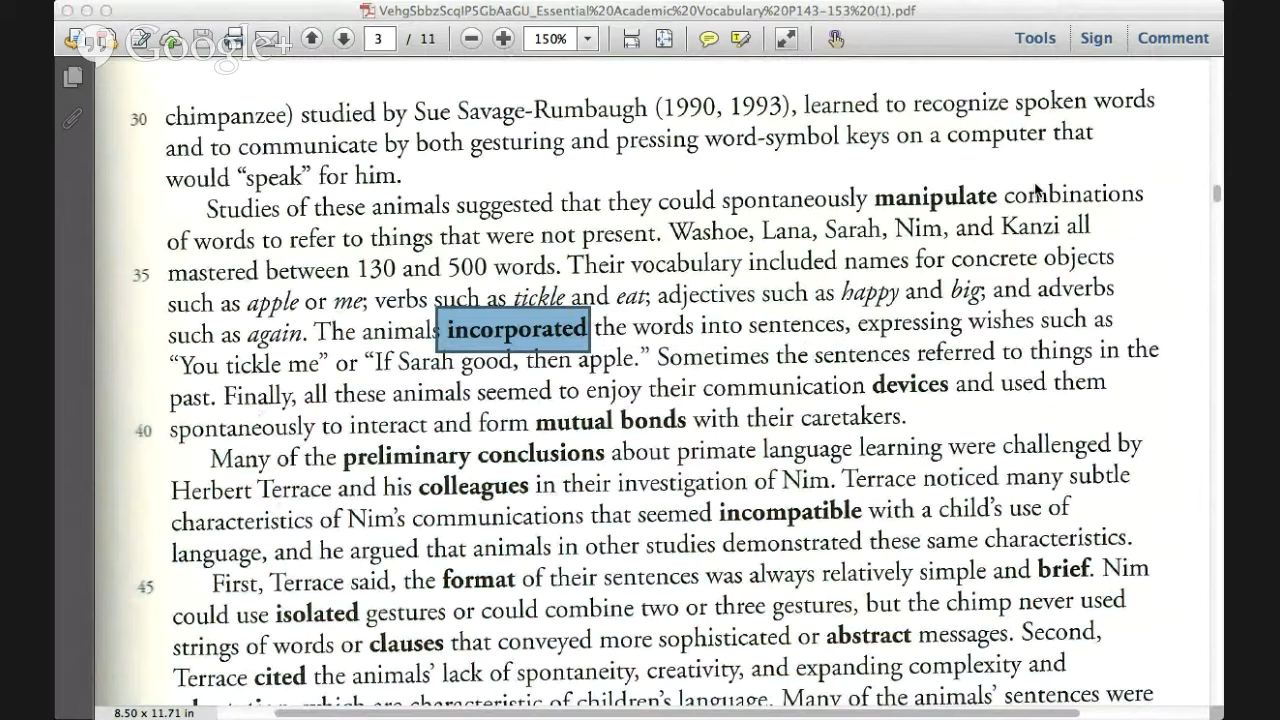 VehgSbbzScqIP5GbAaGU_Essential%20Academic%20Vocabulary%20P143-153%20(1).pdf
Google+
3 / 11 150% Tools Sign Comment
30 chimpanzee) studied by Sue Savage-Rumbaugh (1990, 1993), learned to recognize spoken words
and to communicate by both gesturing and pressing word-symbol keys on a computer that
would “speak” for him.
Studies of these animals suggested that they could spontaneously manipulate combinations
of words to refer to things that were not present. Washoe, Lana, Sarah, Nim, and Kanzi all
35 mastered between 130 and 500 words. Their vocabulary included names for concrete objects
such as apple or me; verbs such as tickle and eat; adjectives such as happy and big; and adverbs
such as again. The animals incorporated the words into sentences, expressing wishes such as
“You tickle me” or “If Sarah good, then apple.” Sometimes the sentences referred to things in the
past. Finally, all these animals seemed to enjoy their communication devices and used them
40 spontaneously to interact and form mutual bonds with their caretakers.
Many of the preliminary conclusions about primate language learning were challenged by
Herbert Terrace and his colleagues in their investigation of Nim. Terrace noticed many subtle
characteristics of Nim’s communications that seemed incompatible with a child’s use of
language, and he argued that animals in other studies demonstrated these same characteristics.
45 First, Terrace said, the format of their sentences was always relatively simple and brief. Nim
could use isolated gestures or could combine two or three gestures, but the chimp never used
strings of words or clauses that conveyed more sophisticated or abstract messages. Second,
Terrace cited the animals’ lack of spontaneity, creativity, and expanding complexity and
which are characteristic of children’s language. Many of the animals’ sentences were
8.50 x 11.71 in